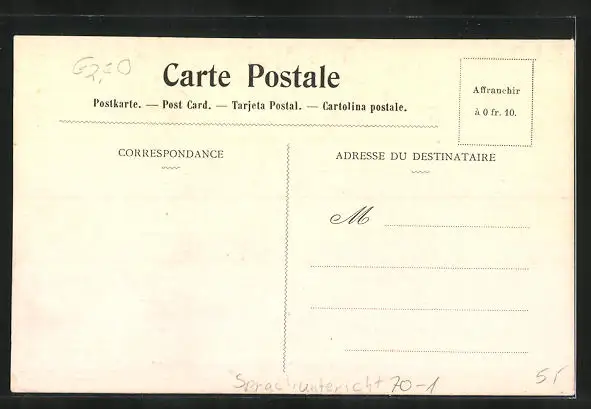 Carte Postale
Postkarte. — Post Card. — Tarjeta Postal. — Cartolina postale.
Affranchir
à 0 fr. 10.
CORRESPONDANCE
ADRESSE DU DESTINATAIRE
M
Sprachunterricht 70-1